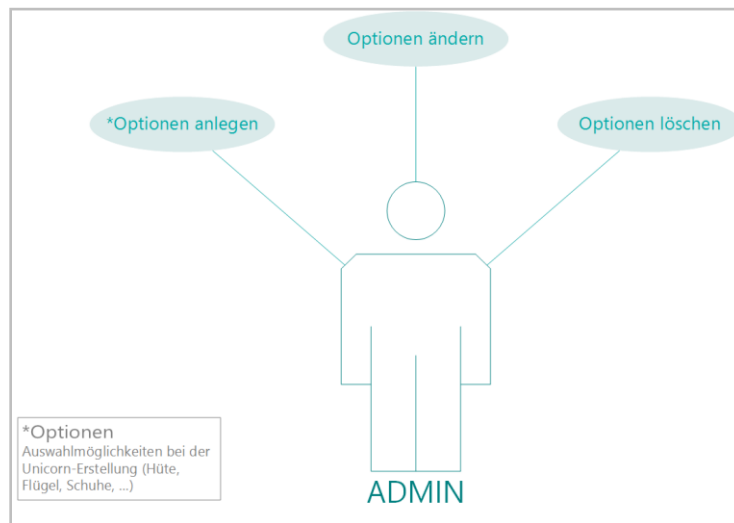 Optionen ändern
*Optionen anlegen
Optionen löschen
*Optionen
Auswahlmöglichkeiten bei der
Unicorn-Erstellung (Hüte,
Flügel, Schuhe, ...)
ADMIN